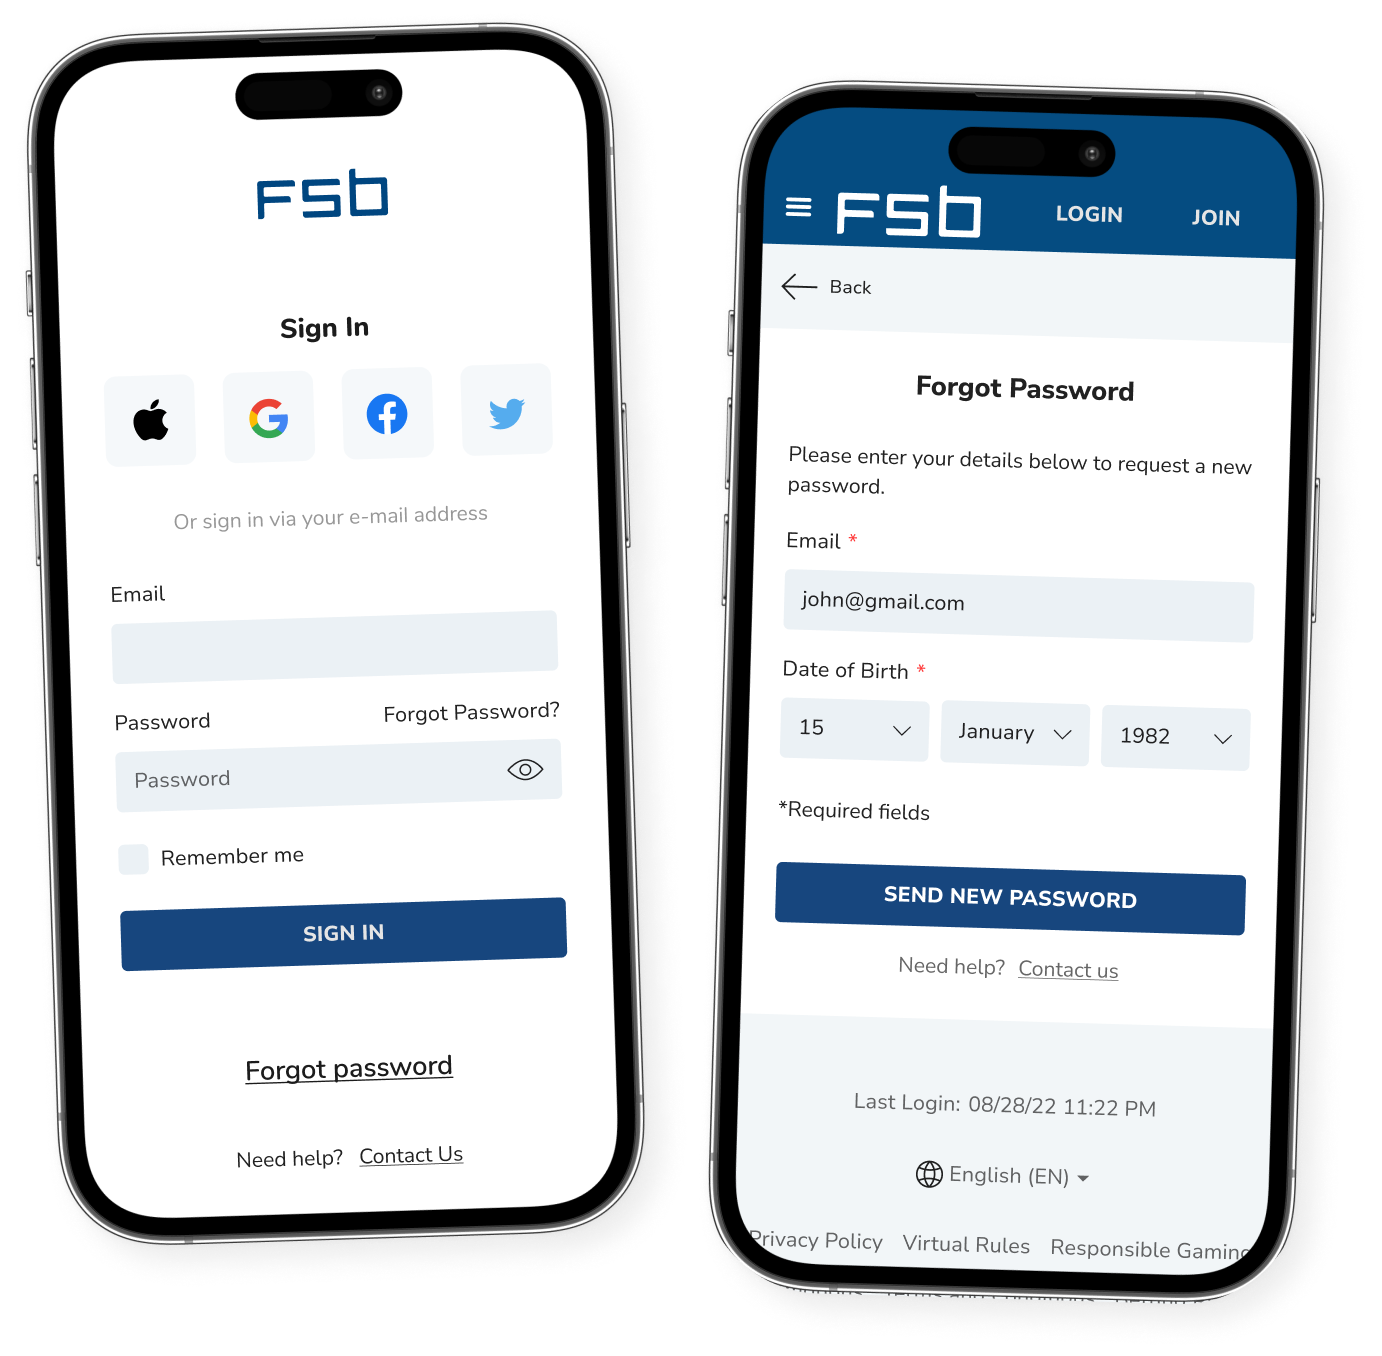 FSb
Sign In
Or sign in via your e-mail address
Email
Password
Forgot Password?
Password
Remember me
SIGN IN
Forgot password
Need help? Contact Us
FSb
LOGIN
JOIN
Back
Forgot Password
Please enter your details below to request a new
password.
Email *
john@gmail.com
Date of Birth *
15
January
1982
*Required fields
SEND NEW PASSWORD
Need help? Contact us
Last Login: 08/28/22 11:22 PM
English (EN)
Privacy Policy Virtual Rules Responsible Gaming